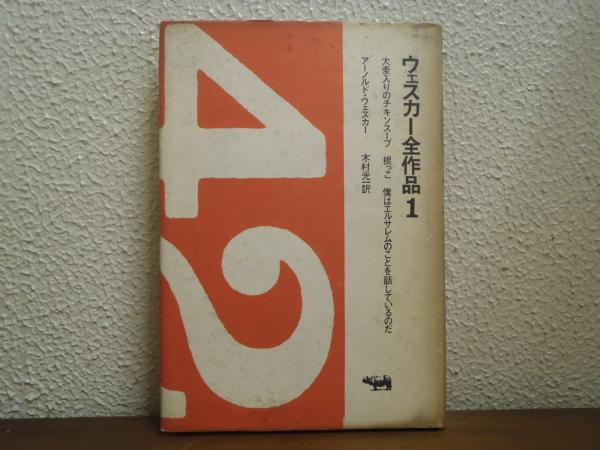 ウェスカー全作品1
大麦入りのチキンスープ 根っこ 僕はエルサレムのことを話しているのだ
アーノルド・ウェスカー 木村光一訳
42